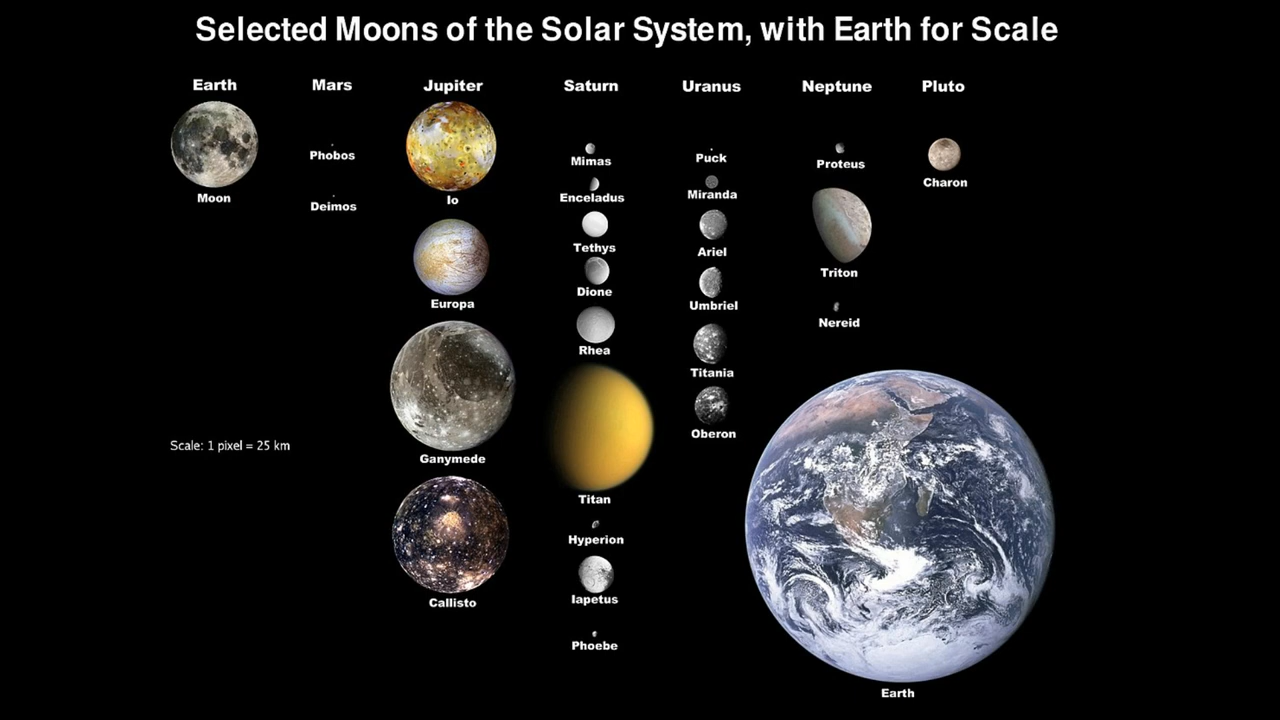 Selected Moons of the Solar System, with Earth for Scale
Earth
Mars
Jupiter
Saturn
Uranus
Neptune
Pluto
Moon
Phobos
Deimos
Io
Europa
Ganymede
Callisto
Mimas
Enceladus
Tethys
Dione
Rhea
Titan
Hyperion
Iapetus
Phoebe
Puck
Miranda
Ariel
Umbriel
Titania
Oberon
Proteus
Triton
Nereid
Charon
Scale: 1 pixel = 25 km
Earth